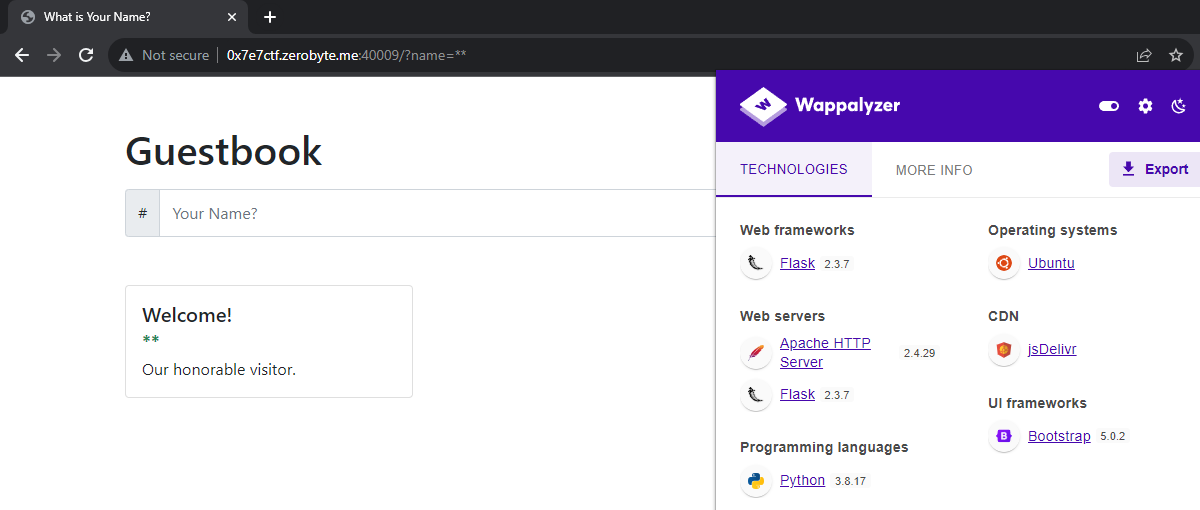 What is Your Name?
Not secure 0x7e7ctf.zerobyte.me:40009/?name=**
Wappalyzer
Guestbook
# Your Name?
Welcome!
**
Our honorable visitor.
TECHNOLOGIES MORE INFO Export
Web frameworks
Flask 2.3.7
Web servers
Apache HTTP
Server 2.4.29
Flask 2.3.7
Programming languages
Python 3.8.17
Operating systems
Ubuntu
CDN
jsDelivr
UI frameworks
Bootstrap 5.0.2